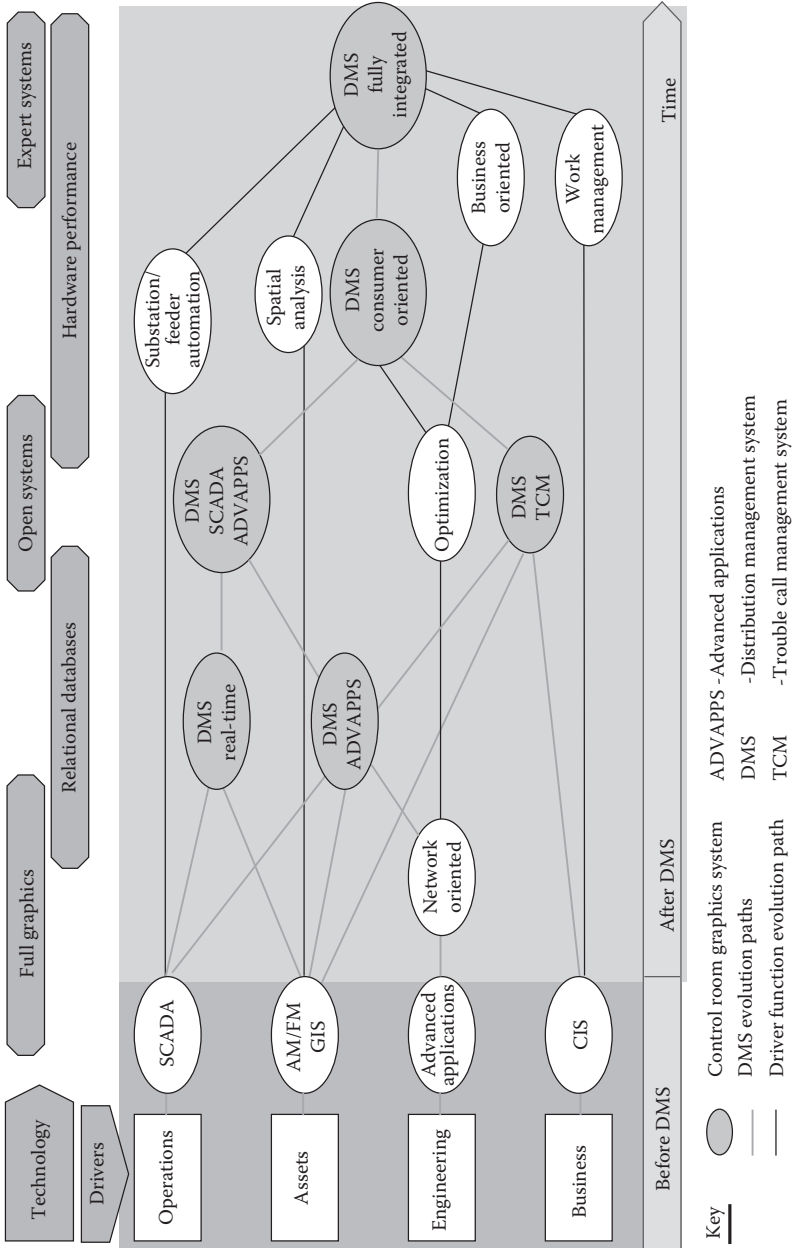 Technology
Full graphics
Open systems
Expert systems
Drivers
Relational databases
Hardware performance
Operations
SCADA
DMS
real-time
DMS
SCADA
ADVAPPS
Substation/
feeder
automation
Assets
AM/FM
GIS
DMS
ADVAPPS
Spatial
analysis
DMS
consumer
oriented
DMS
fully
integrated
Engineering
Advanced
applications
Network
oriented
Optimization
Business
oriented
Business
CIS
DMS
TCM
Work
management
Before DMS
After DMS
Time
Key
Control room graphics system
DMS evolution paths
Driver function evolution path
ADVAPPS -Advanced applications
DMS -Distribution management system
TCM -Trouble call management system